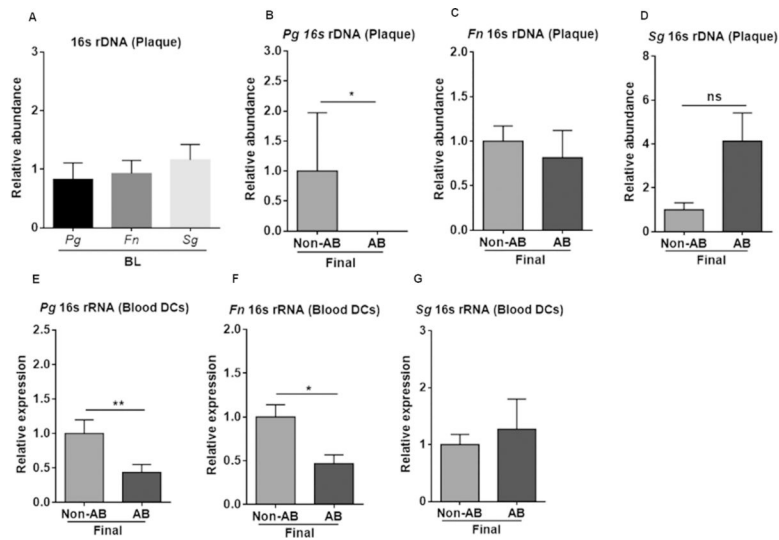 A
16s rDNA (Plaque)
Relative abundance
3
2
1
0
Pg Fn Sg
BL
B
Pg 16s rDNA (Plaque)
Relative abundance
3.0
2.5
2.0
1.5
1.0
0.5
0.0
*
Non-AB AB
Final
C
Fn 16s rDNA (Plaque)
Relative abundance
2.0
1.5
1.0
0.5
0.0
Non-AB AB
Final
D
Sg 16s rDNA (Plaque)
Relative abundance
8
6
4
2
0
ns
Non-AB AB
Final
E
Pg 16s rRNA (Blood DCs)
Relative expression
2.5
2.0
1.5
1.0
0.5
0.0
**
Non-AB AB
Final
F
Fn 16s rRNA (Blood DCs)
Relative expression
2.0
1.5
1.0
0.5
0.0
*
Non-AB AB
Final
G
Sg 16s rRNA (Blood DCs)
Relative expression
3
2
1
0
Non-AB AB
Final